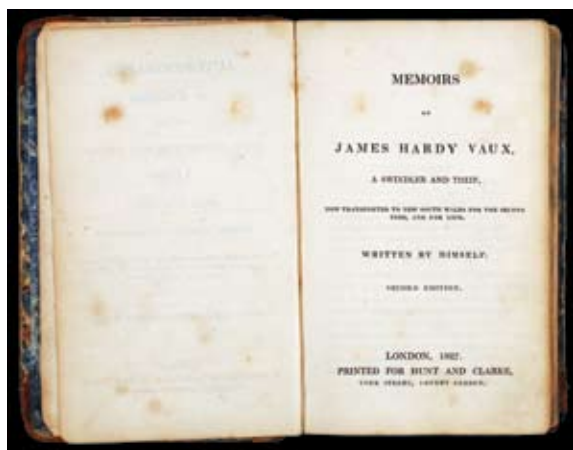 MEMOIRS
OF
JAMES HARDY VAUX,
A SWINDLER AND THIEF,
NOW TRANSPORTED TO NEW SOUTH WALES FOR THE SECOND
TIME, AND FOR LIFE.
WRITTEN BY HIMSELF.
SECOND EDITION.
LONDON, 1827.
PRINTED FOR HUNT AND CLARKE,
YORK STREET, COVENT GARDEN.